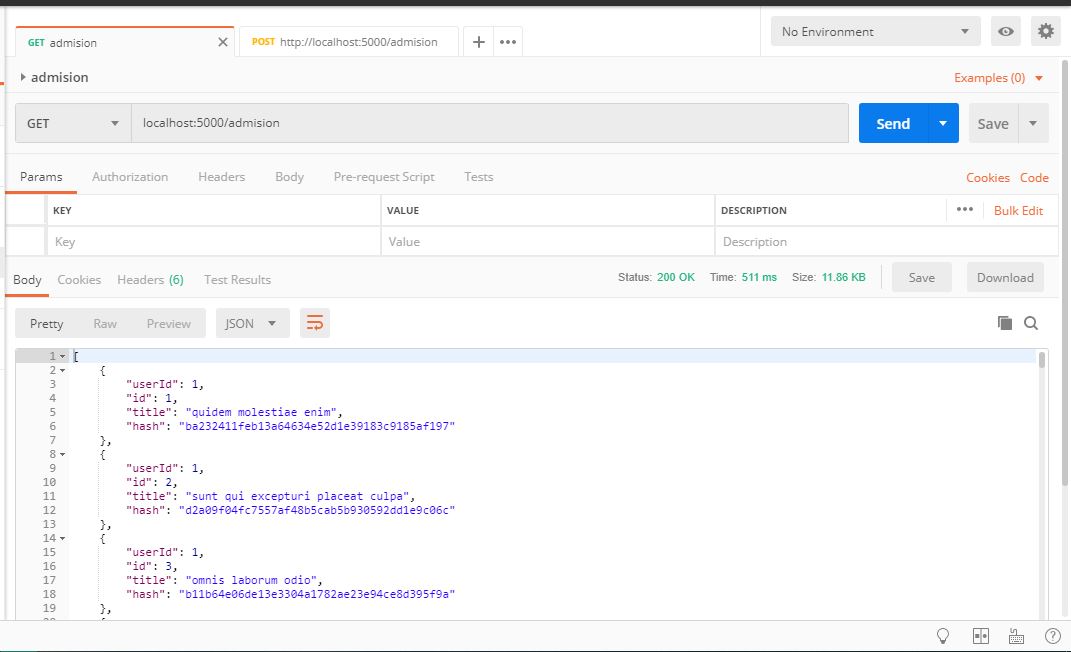 GET admision
POST http://localhost:5000/admision
No Environment
admision
Examples (0)
GET
localhost:5000/admision
Send
Save
Params Authorization Headers Body Pre-request Script Tests
Cookies Code
KEY VALUE DESCRIPTION
Bulk Edit
Key Value Description
Body Cookies Headers (6) Test Results
Status: 200 OK Time: 511 ms Size: 11.86 KB
Save Download
Pretty Raw Preview JSON
1 [
2 {
3 "userId": 1,
4 "id": 1,
5 "title": "quidem molestiae enim",
6 "hash": "ba232411feb13a64634e52d1e39183c9185af197"
7 },
8 {
9 "userId": 1,
10 "id": 2,
11 "title": "sunt qui excepturi placeat culpa",
12 "hash": "d2a09f04fc7557af48b5cab5b930592dd1e9c06c"
13 },
14 {
15 "userId": 1,
16 "id": 3,
17 "title": "omnis laborum odio",
18 "hash": "b11b64e06de13e3304a1782ae23e94ce8d395f9a"
19 },